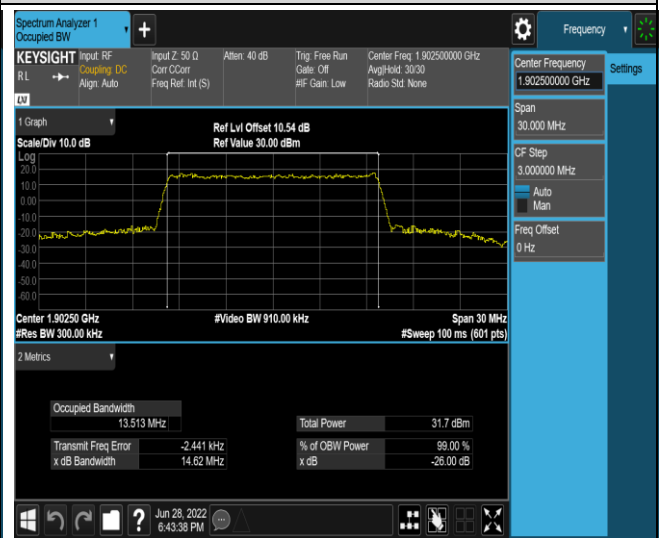 Spectrum Analyzer 1
Occupied BW
+
Frequency
KEYSIGHT Input: RF Input Z: 50 Ω Atten: 40 dB Trig: Free Run Center Freq: 1.902500000 GHz
RL Coupling: DC Corr CCorr Gate: Off Avg|Hold: 30/30
Align: Auto Freq Ref: Int (S) #IF Gain: Low Radio Std: None
LXI
Center Frequency
1.902500000 GHz
Settings
Span
30.000 MHz
CF Step
3.000000 MHz
Auto
Man
Freq Offset
0 Hz
1 Graph
Ref Lvl Offset 10.54 dB
Scale/Div 10.0 dB Ref Value 30.00 dBm
Log
20.0
10.0
0.00
-10.0
-20.0
-30.0
-40.0
-50.0
-60.0
Center 1.90250 GHz #Video BW 910.00 kHz Span 30 MHz
#Res BW 300.00 kHz #Sweep 100 ms (601 pts)
2 Metrics
Occupied Bandwidth
13.513 MHz Total Power 31.7 dBm
Transmit Freq Error -2.441 kHz % of OBW Power 99.00 %
x dB Bandwidth 14.62 MHz x dB -26.00 dB
?
Jun 28, 2022
6:43:38 PM